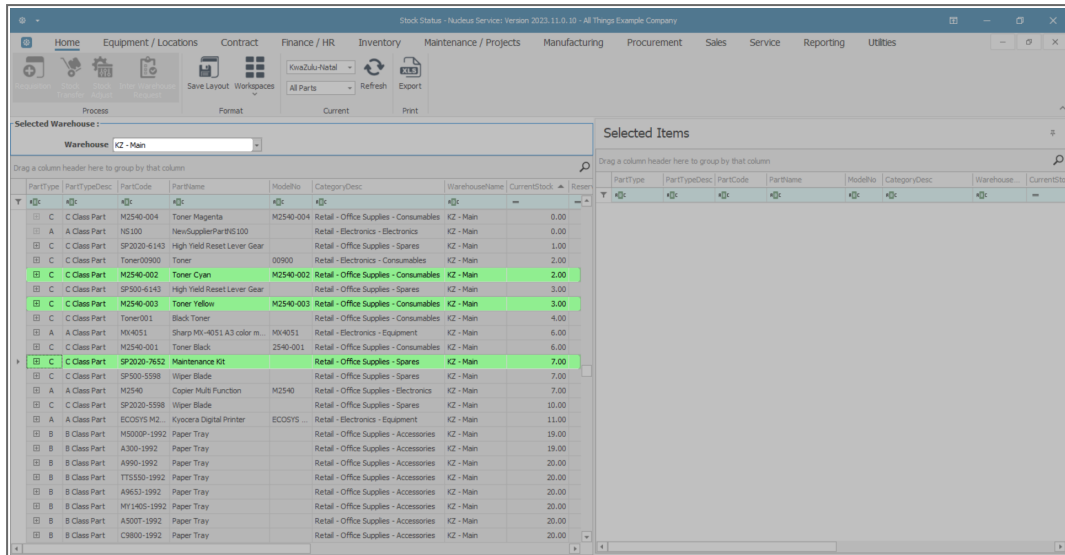 Stock Status - Nucleus Service: Version 2023.11.0.10 - All Things Example Company
Home Equipment / Locations Contract Finance / HR Inventory Maintenance / Projects Manufacturing Procurement Sales Service Reporting Utilities
Save Layout Workspaces KwaZulu-Natal All Parts Refresh Export
Process Format Current Print
Selected Warehouse :
Warehouse KZ - Main
Selected Items
Drag a column header here to group by that column
Drag a column header here to group by that column
PartType PartTypeDesc PartCode PartName ModelNo CategoryDesc WarehouseName CurrentStock Reser
PartType PartTypeDesc PartCode PartName ModelNo CategoryDesc Warehouse... CurrentSto
C C Class Part M2540-004 Toner Magenta M2540-004 Retail - Office Supplies - Consumables KZ - Main 0.00
A A Class Part NS100 NewSupplierPartNS100 Retail - Electronics - Electronics KZ - Main 0.00
C C Class Part SP2020-6143 High Yield Reset Lever Gear Retail - Office Supplies - Spares KZ - Main 1.00
C C Class Part Toner00900 Toner 00900 Retail - Electronics - Consumables KZ - Main 2.00
C C Class Part M2540-002 Toner Cyan M2540-002 Retail - Office Supplies - Consumables KZ - Main 2.00
C C Class Part SP500-6143 High Yield Reset Lever Gear Retail - Office Supplies - Spares KZ - Main 3.00
C C Class Part M2540-003 Toner Yellow M2540-003 Retail - Office Supplies - Consumables KZ - Main 3.00
C C Class Part Toner001 Black Toner Retail - Office Supplies - Consumables KZ - Main 4.00
A A Class Part MX4051 Sharp MX-4051 A3 color m... MX4051 Retail - Electronics - Equipment KZ - Main 6.00
C C Class Part M2540-001 Toner Black 2540-001 Retail - Office Supplies - Consumables KZ - Main 6.00
C C Class Part SP2020-7652 Maintenance Kit Retail - Office Supplies - Spares KZ - Main 7.00
C C Class Part SP500-5598 Wiper Blade Retail - Office Supplies - Spares KZ - Main 7.00
A A Class Part M2540 Copier Multi Function M2540 Retail - Office Supplies - Electronics KZ - Main 7.00
C C Class Part SP2020-5598 Wiper Blade Retail - Office Supplies - Spares KZ - Main 10.00
A A Class Part ECOSYS M2... Kyocera Digital Printer ECOSYS ... Retail - Electronics - Equipment KZ - Main 11.00
B B Class Part M5000P-1992 Paper Tray Retail - Office Supplies - Accessories KZ - Main 19.00
B B Class Part A300-1992 Paper Tray Retail - Office Supplies - Accessories KZ - Main 19.00
B B Class Part A990-1992 Paper Tray Retail - Office Supplies - Accessories KZ - Main 20.00
B B Class Part TTS550-1992 Paper Tray Retail - Office Supplies - Accessories KZ - Main 20.00
B B Class Part A965J-1992 Paper Tray Retail - Office Supplies - Accessories KZ - Main 20.00
B B Class Part MY140S-1992 Paper Tray Retail - Office Supplies - Accessories KZ - Main 20.00
B B Class Part A500T-1992 Paper Tray Retail - Office Supplies - Accessories KZ - Main 20.00
B B Class Part C9800-1992 Paper Tray Retail - Office Supplies - Accessories KZ - Main 20.00